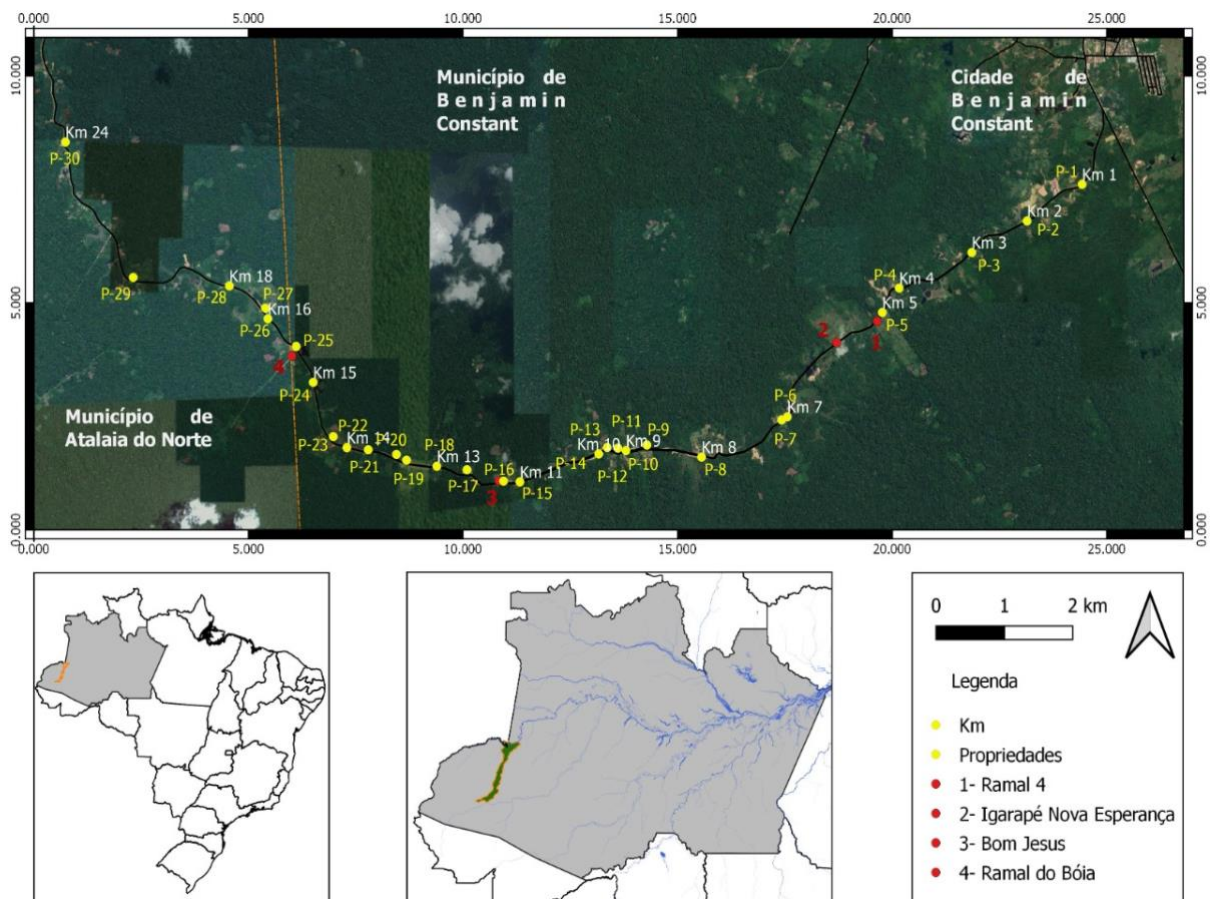 0.000 5.000 10.000 15.000 20.000 25.000
10.000
5.000
0.000
Município de
Benjamin
Constant
Cidade de
Benjamin
Constant
Município de
Atalaia do Norte
Km 24
P-30
P-1
Km 1
Km 2
P-2
Km 3
P-3
P-4
Km 4
Km 5
P-5
1
2
P-6
Km 7
P-7
Km 8
P-8
P-9
P-11
Km 9
P-10
P-13
Km 10
P-12
P-14
Km 11
P-15
P-16
3
P-17
Km 13
P-18
P-19
P-20
P-21
Km 14
P-22
P-23
Km 15
P-24
P-25
4
P-26
Km 16
P-27
Km 18
P-28
P-29
10.000
5.000
0.000
0.000 5.000 10.000 15.000 20.000 25.000
0 1 2 km
Legenda
Km
Propriedades
1- Ramal 4
2- Igarapé Nova Esperança
3- Bom Jesus
4- Ramal do Bóia